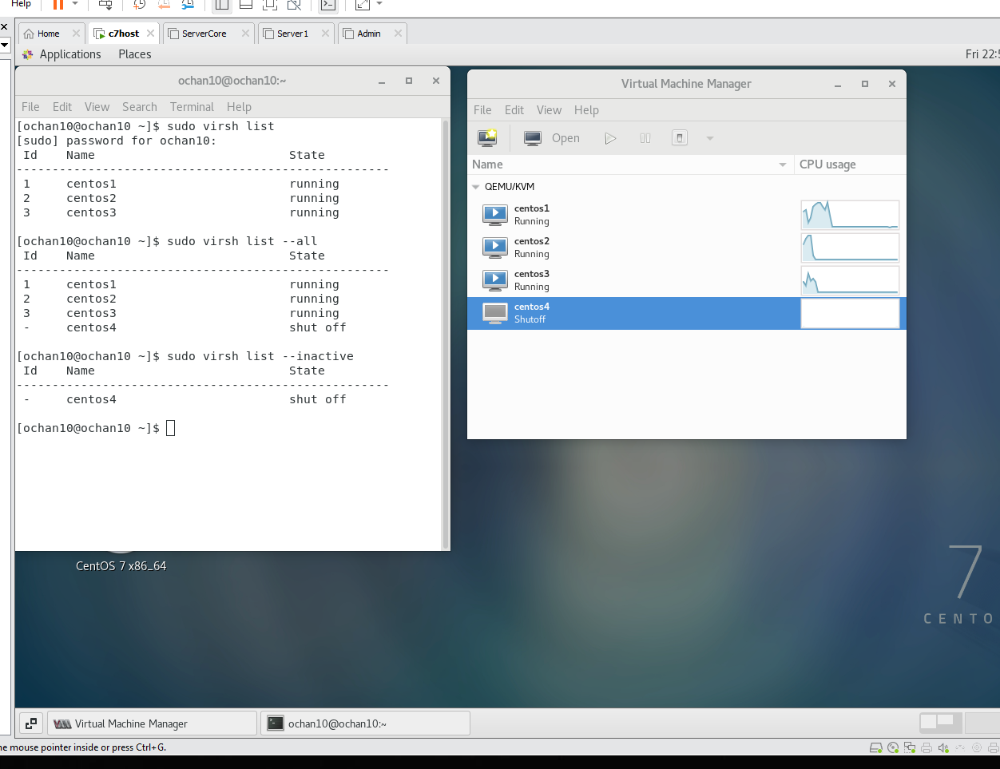 Help
Home
c7host
ServerCore
Server1
Admin
Applications Places
Fri 22:5
ochan10@ochan10:~
File Edit View Search Terminal Help
[ochan10@ochan10 ~]$ sudo virsh list
[sudo] password for ochan10:
Id Name State
----------------------------------------------------
1 centos1 running
2 centos2 running
3 centos3 running
[ochan10@ochan10 ~]$ sudo virsh list --all
Id Name State
----------------------------------------------------
1 centos1 running
2 centos2 running
3 centos3 running
- centos4 shut off
[ochan10@ochan10 ~]$ sudo virsh list --inactive
Id Name State
----------------------------------------------------
- centos4 shut off
[ochan10@ochan10 ~]$
Virtual Machine Manager
File Edit View Help
Open
Name CPU usage
QEMU/KVM
centos1
Running
centos2
Running
centos3
Running
centos4
Shutoff
CentOS 7 x86_64
7
CENTO
Virtual Machine Manager
ochan10@ochan10:~
he mouse pointer inside or press Ctrl+G.